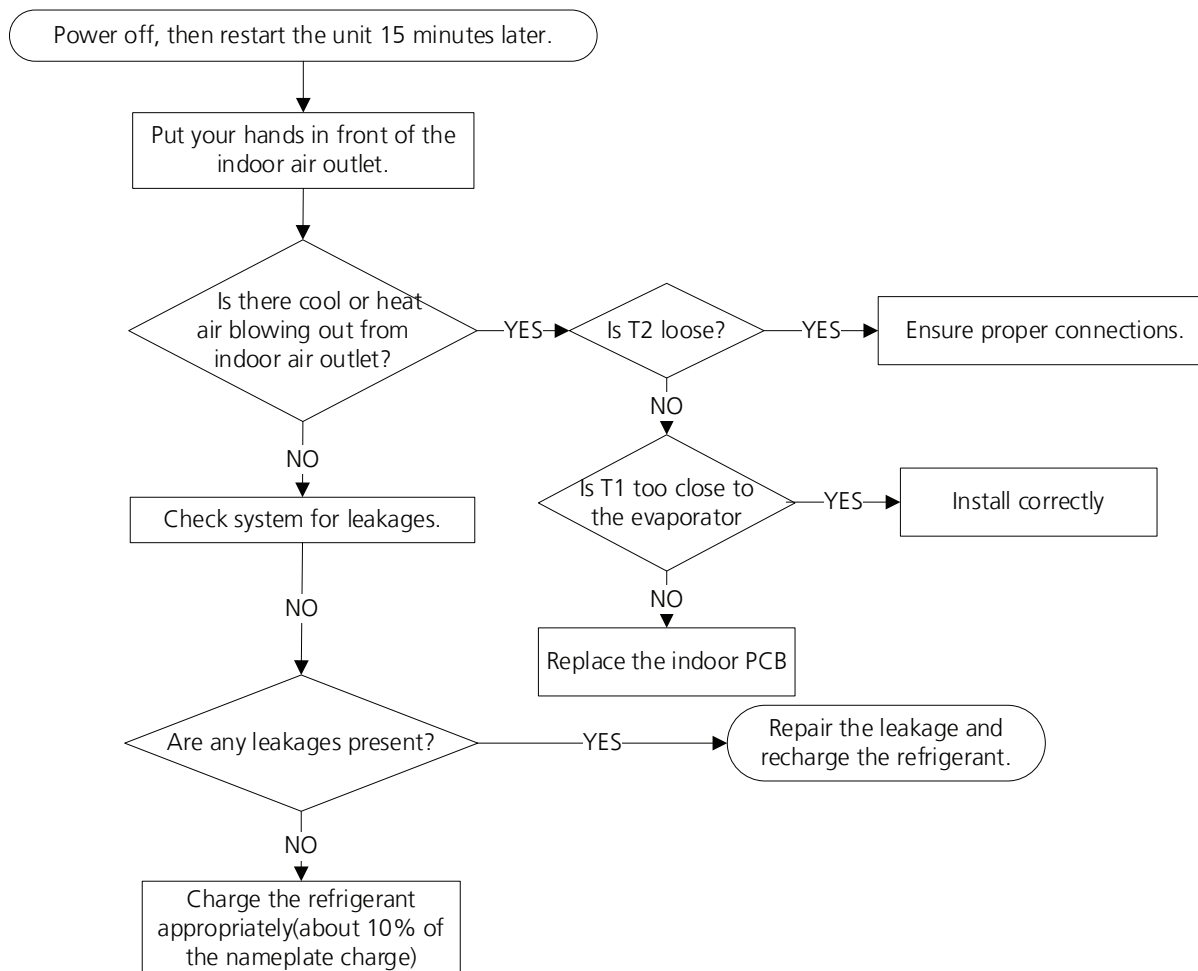 Power off, then restart the unit 15 minutes later.
Put your hands in front of the
indoor air outlet.
Is there cool or heat
air blowing out from
indoor air outlet?
YES
Is T2 loose?
YES
Ensure proper connections.
NO
NO
Is T1 too close to
the evaporator
YES
Install correctly
Check system for leakages.
NO
NO
Replace the indoor PCB
Are any leakages present?
YES
Repair the leakage and
recharge the refrigerant.
NO
Charge the refrigerant
appropriately(about 10% of
the nameplate charge)